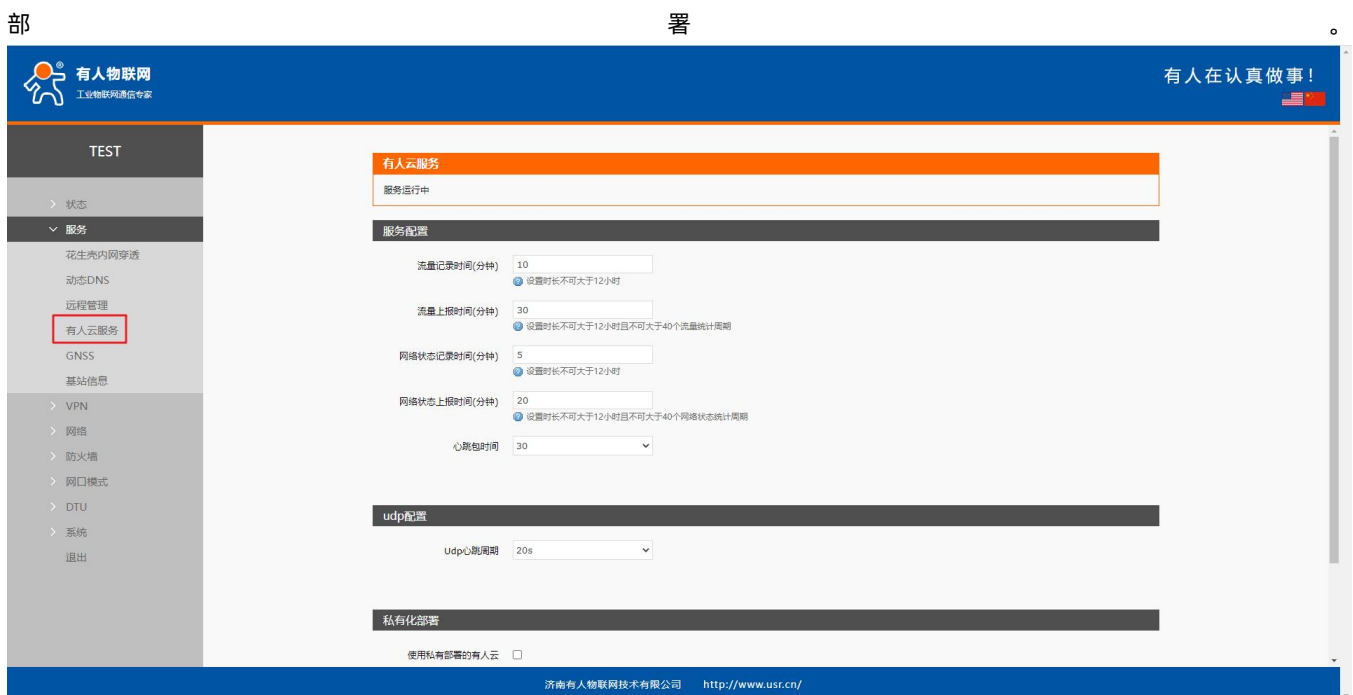 部署。
有人物联网
工业物联网通信专家
有人在认真做事!
TEST
状态
服务
花生壳内网穿透
动态DNS
远程管理
有人云服务
GNSS
基站信息
VPN
网络
防火墙
网口模式
DTU
系统
退出
有人云服务
服务运行中
服务配置
流量记录时间(分钟) 10
设置时长不可大于12小时
流量上报时间(分钟) 30
设置时长不可大于12小时且不可大于40个流量统计周期
网络状态记录时间(分钟) 5
设置时长不可大于12小时
网络状态上报时间(分钟) 20
设置时长不可大于12小时且不可大于40个网络状态统计周期
心跳包时间 30
udp配置
Udp心跳周期 20s
私有化部署
使用私有部署的有人云
济南有人物联网技术有限公司 http://www.usr.cn/